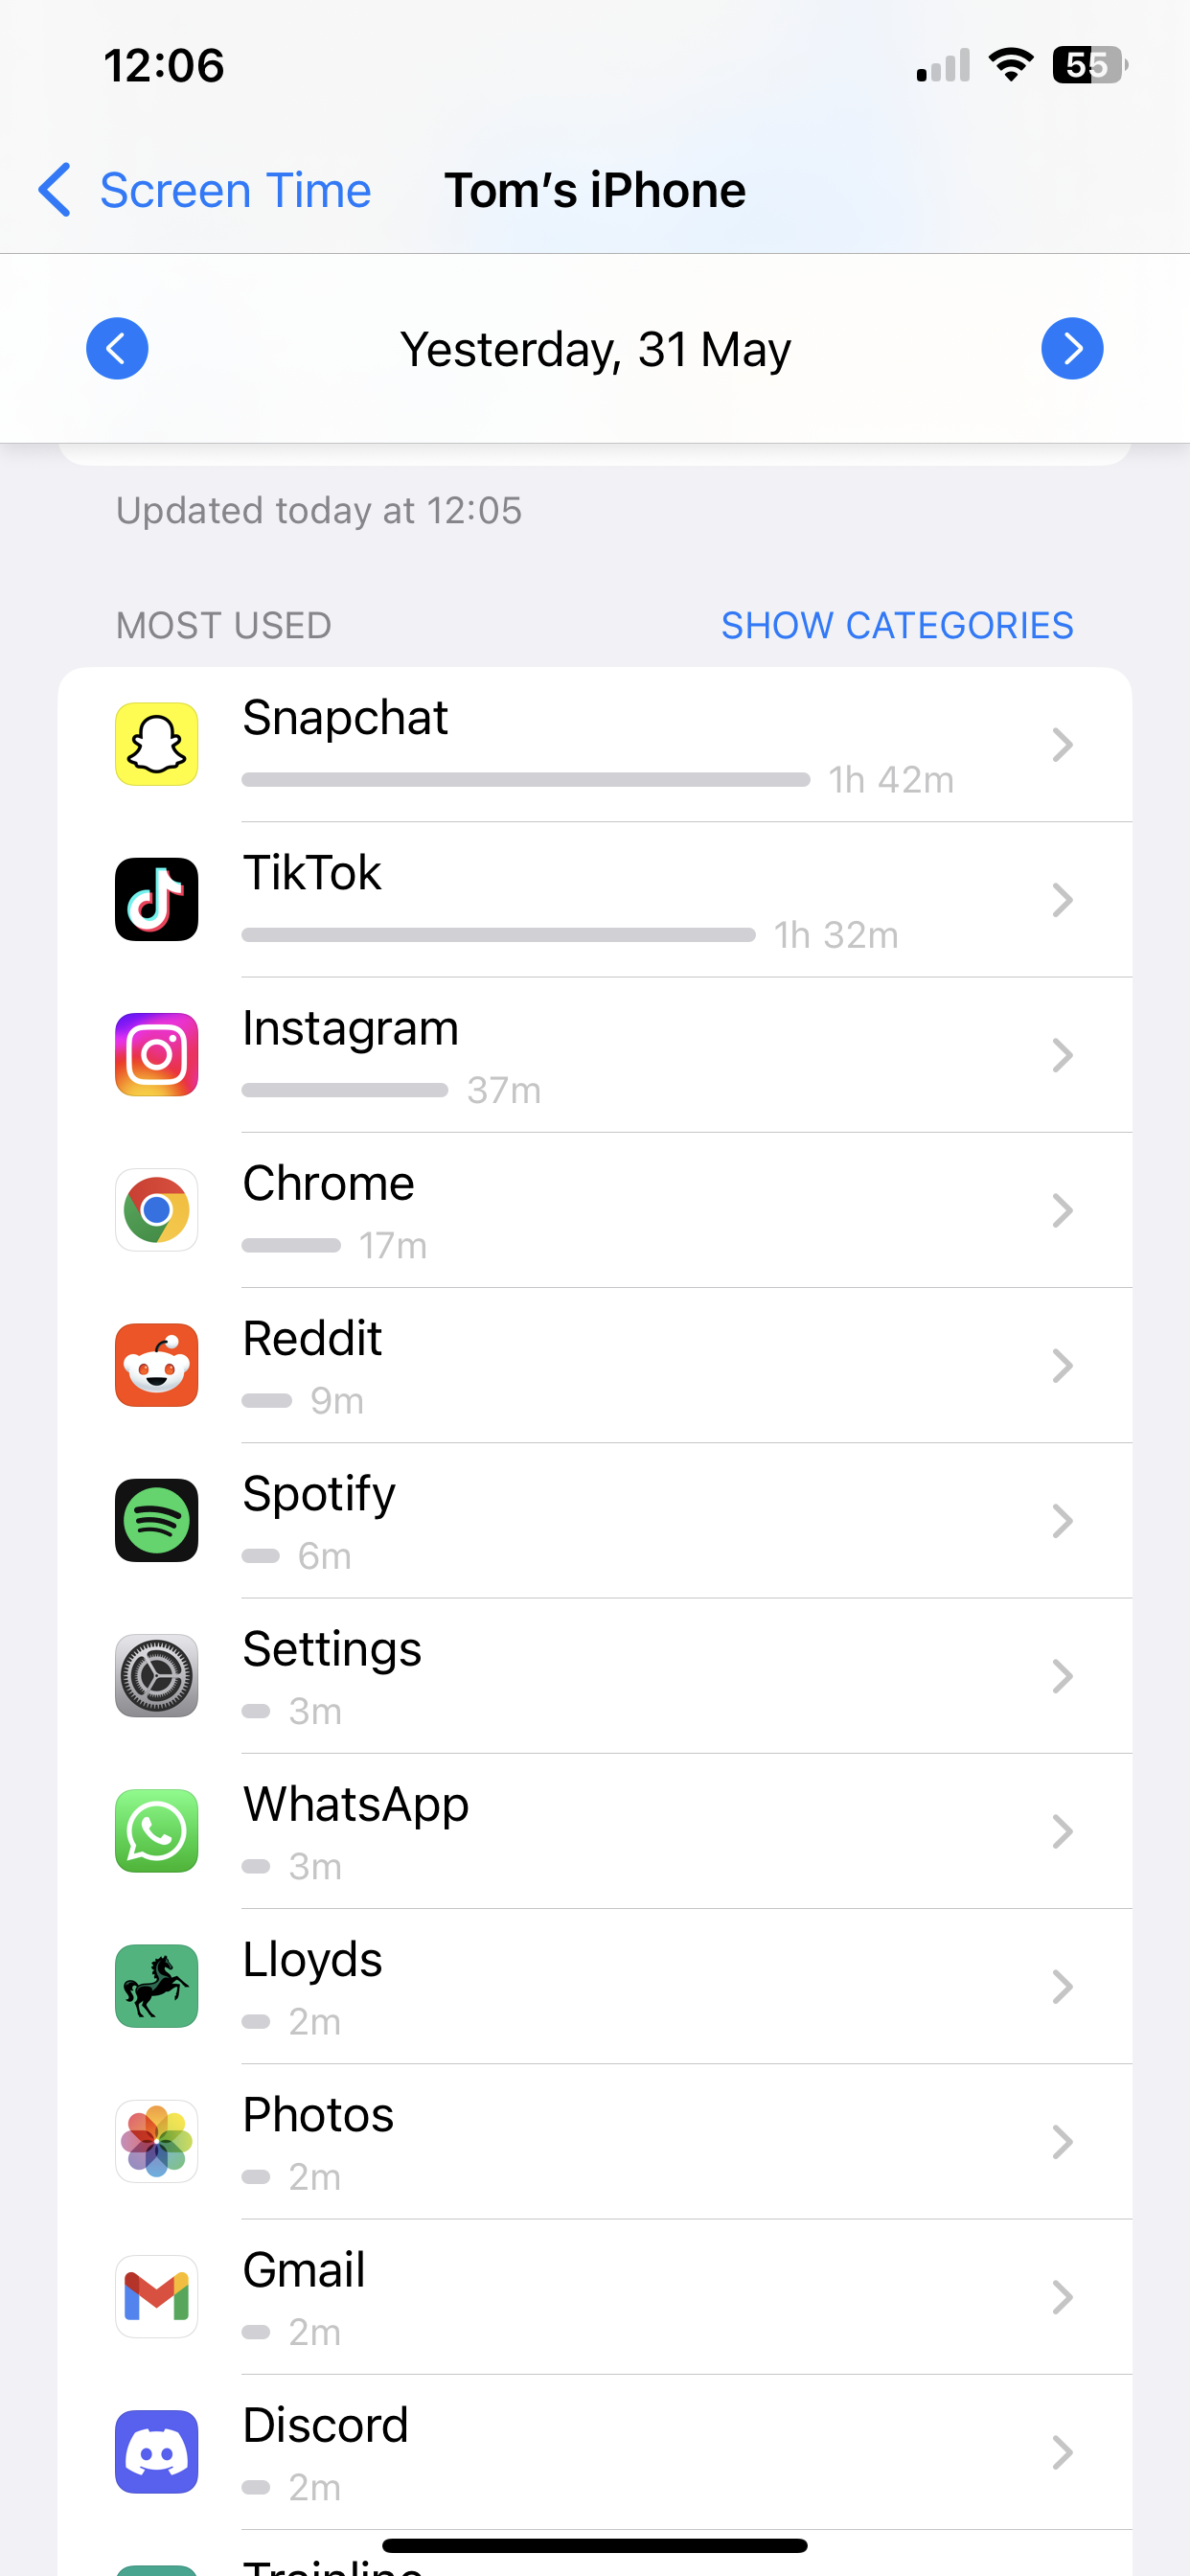 12:06
55
Screen Time
Tom’s iPhone
Yesterday, 31 May
Updated today at 12:05
MOST USED
SHOW CATEGORIES
Snapchat
1h 42m
TikTok
1h 32m
Instagram
37m
Chrome
17m
Reddit
9m
Spotify
6m
Settings
3m
WhatsApp
3m
Lloyds
2m
Photos
2m
Gmail
2m
Discord
2m
Trainline